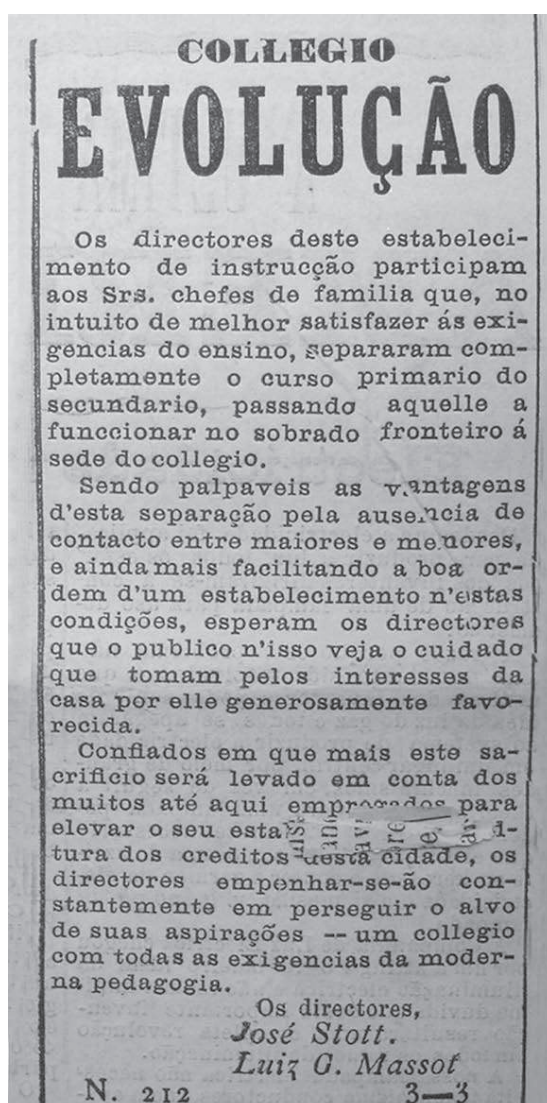 COLLEGIO
EVOLUÇÃO
Os directores deste estabeleci-
mento de instrucção participam
aos Srs. chefes de familia que, no
intuito de melhor satisfazer ás exi-
gencias do ensino, separaram com-
pletamente o curso primario do
secundario, passando aquelle a
funccionar no sobrado fronteiro á
sede do collegio.
Sendo palpaveis as vantagens
d'esta separação pela ausencia de
contacto entre maiores e menores,
e ainda mais facilitando a boa or-
dem d'um estabelecimento n'estas
condições, esperam os directores
que o publico n'isso veja o cuidado
que tomam pelos interesses da
casa por elle generosamente favo-
recida.
Confiados em que mais este sa-
crificio será levado em conta dos
muitos até aqui empregados para
elevar o seu
tura dos creditos desta cidade, os
directores empenhar-se-ão con-
stantemente em perseguir o alvo
de suas aspirações -- um collegio
com todas as exigencias da moder-
na pedagogia.
Os directores,
José Stott.
Luiz G. Massot
N. 212 3—3